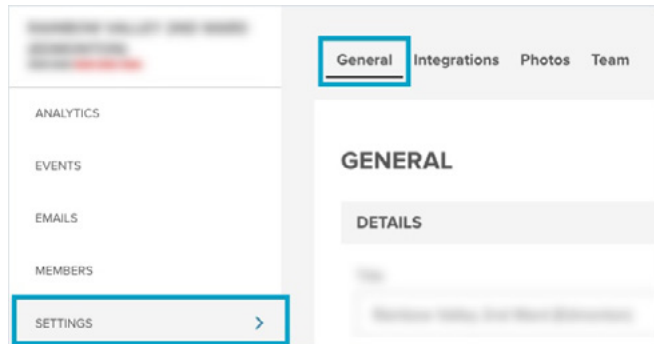 General Integrations Photos Team
ANALYTICS
EVENTS
EMAILS
MEMBERS
SETTINGS
GENERAL
DETAILS